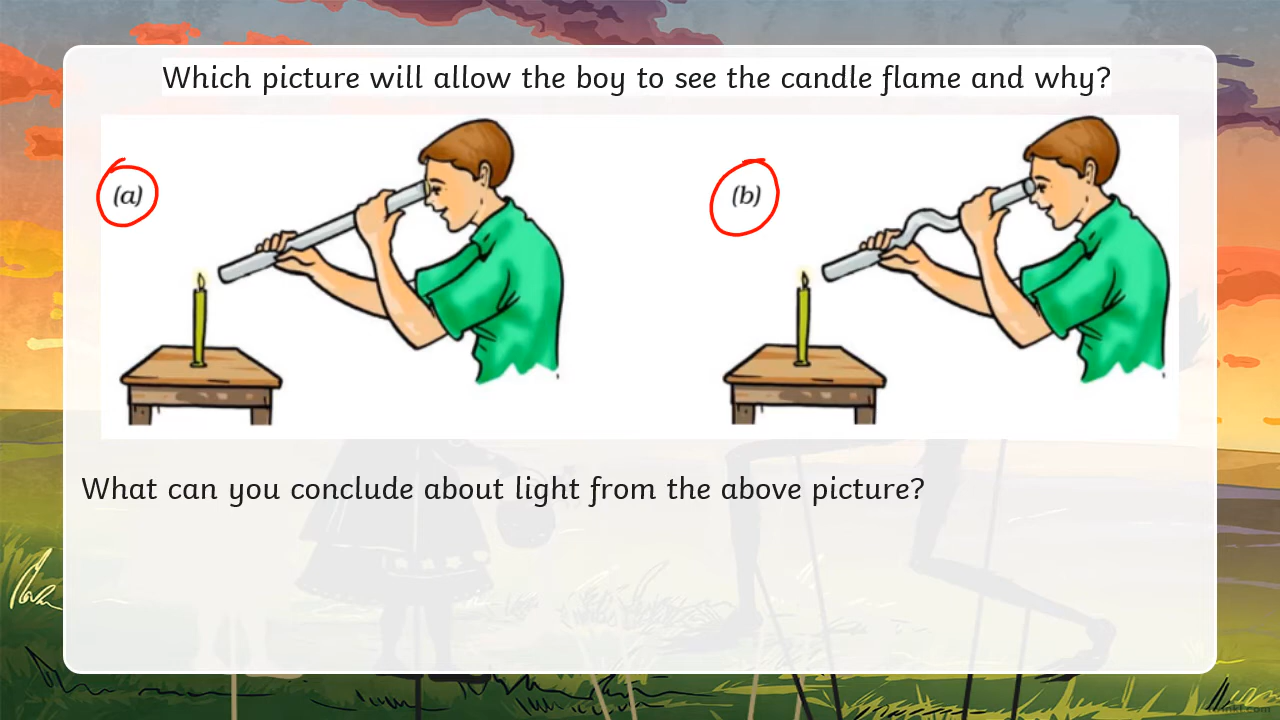 Which picture will allow the boy to see the candle flame and why?
(a) (b)
What can you conclude about light from the above picture?